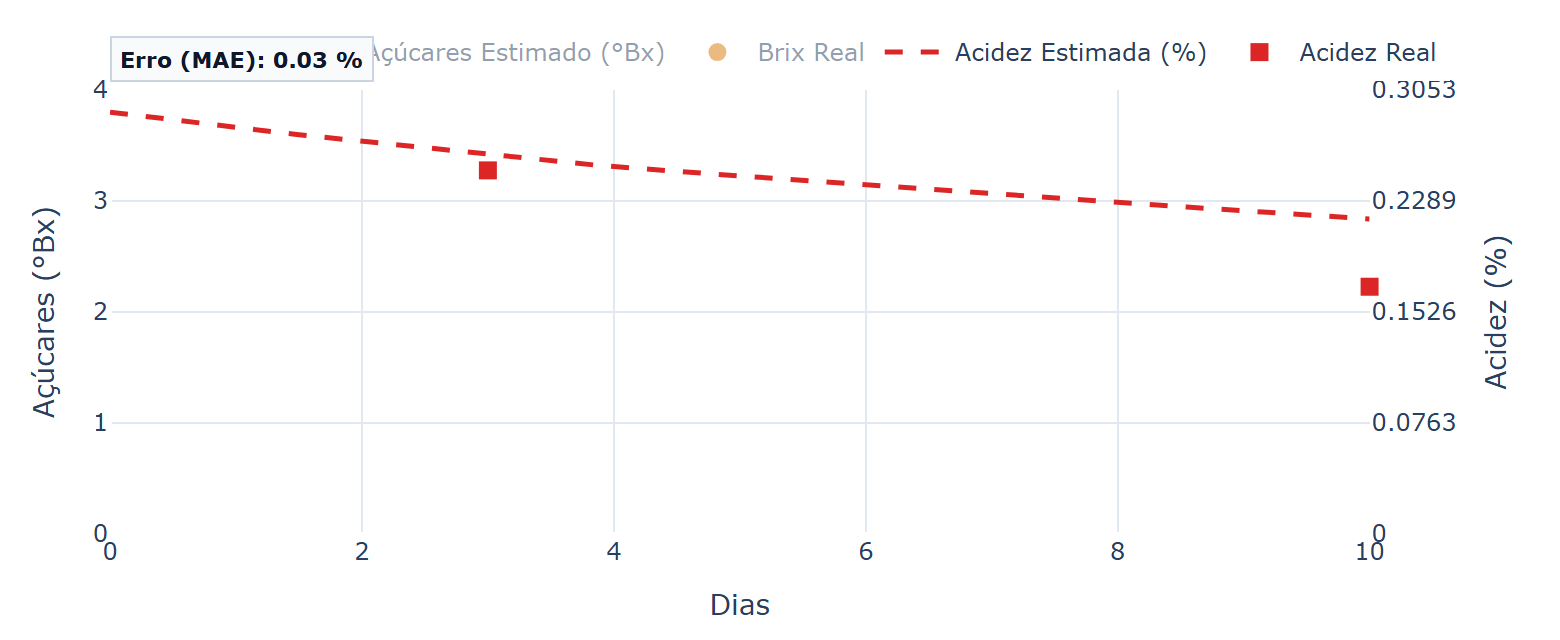 Erro (MAE): 0.03 %
Açúcares Estimado (°Bx)
Brix Real
Acidez Estimada (%)
Acidez Real
4
3
2
1
0
Açúcares (°Bx)
0.3053
0.2289
0.1526
0.0763
0
Acidez (%)
0 2 4 6 8 10
Dias